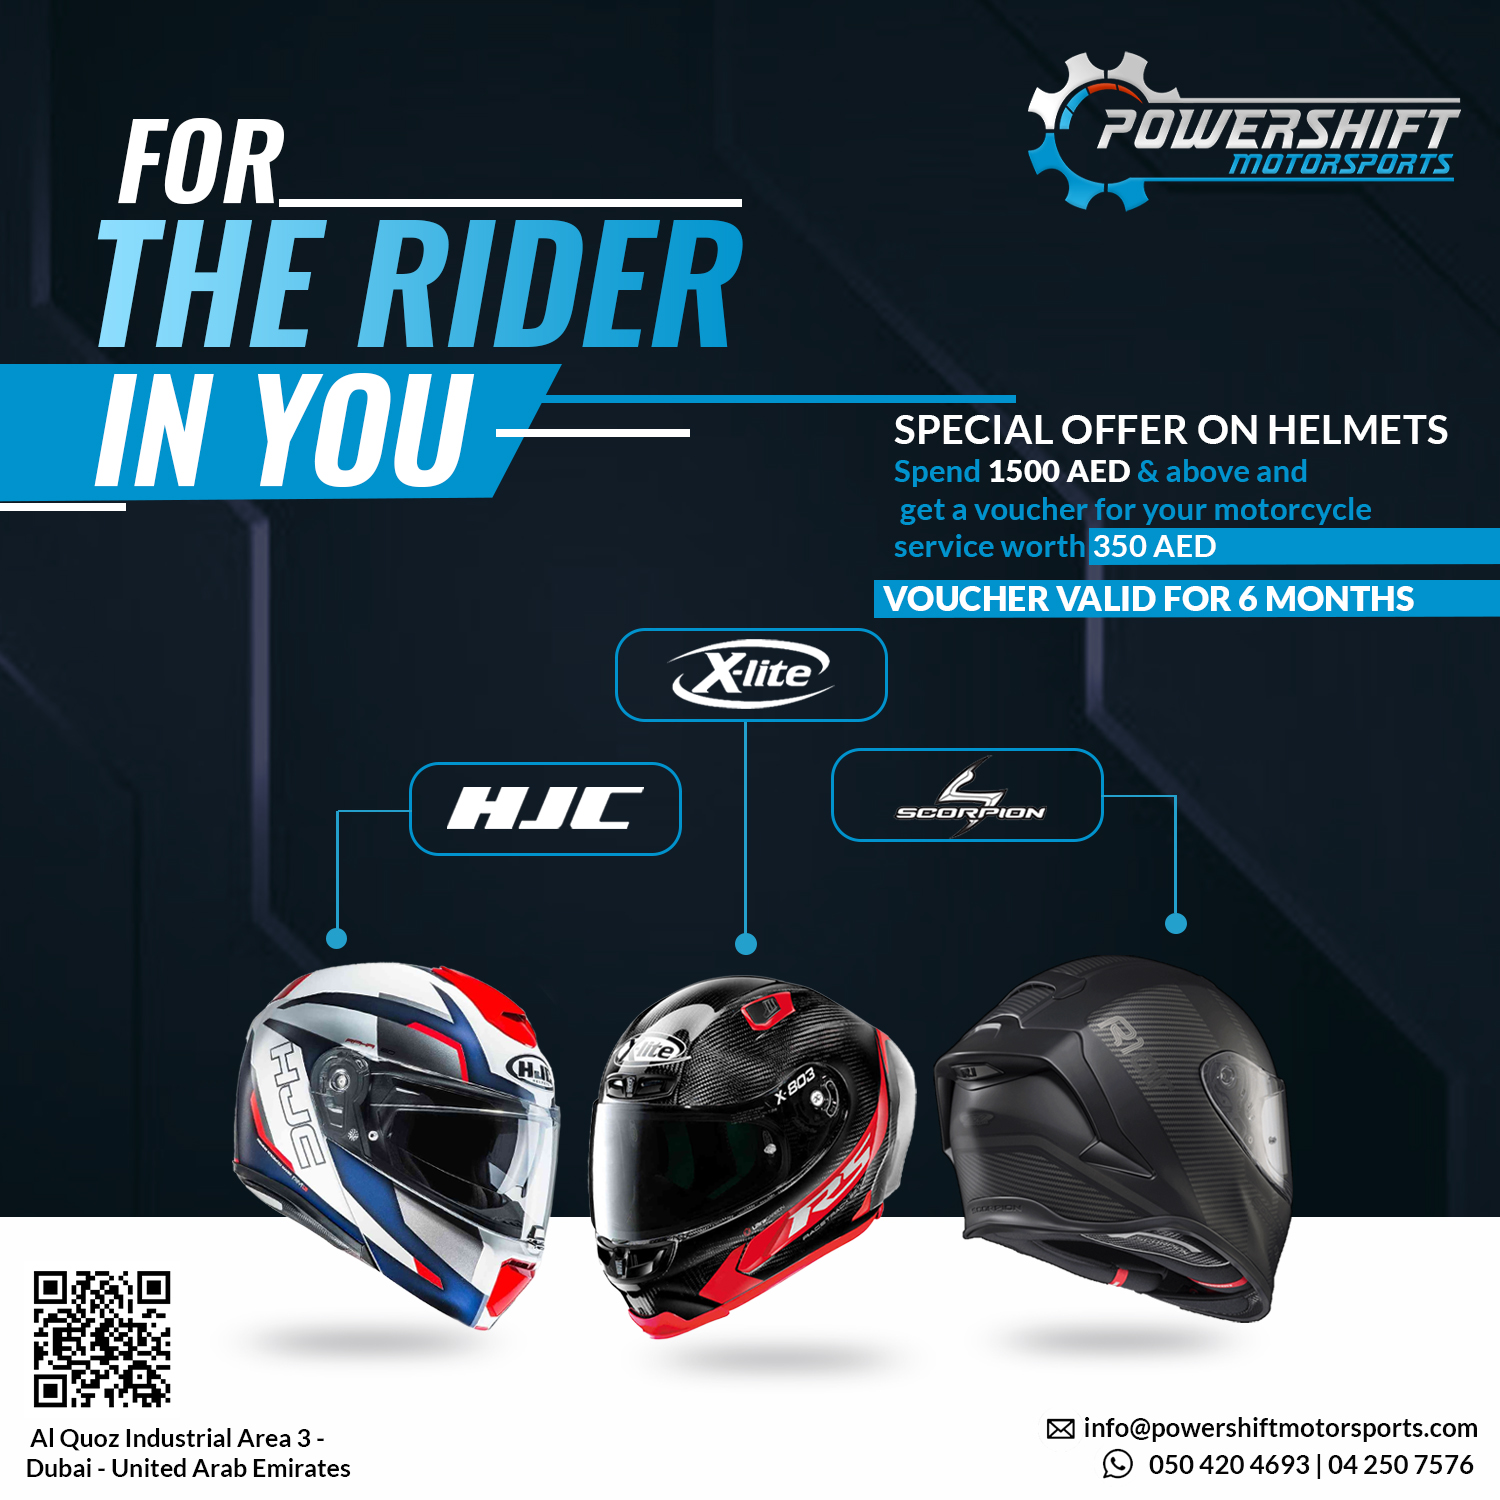 FOR
THE RIDER
IN YOU
POWERSHIFT
MOTORSPORTS
SPECIAL OFFER ON HELMETS
Spend 1500 AED & above and
get a voucher for your motorcycle
service worth 350 AED
VOUCHER VALID FOR 6 MONTHS
X-lite
HJC
SCORPION
HJC
HJC
X-lite
X-803
RS
R1
Al Quoz Industrial Area 3 -
Dubai - United Arab Emirates
info@powershiftmotorsports.com
050 420 4693 | 04 250 7576